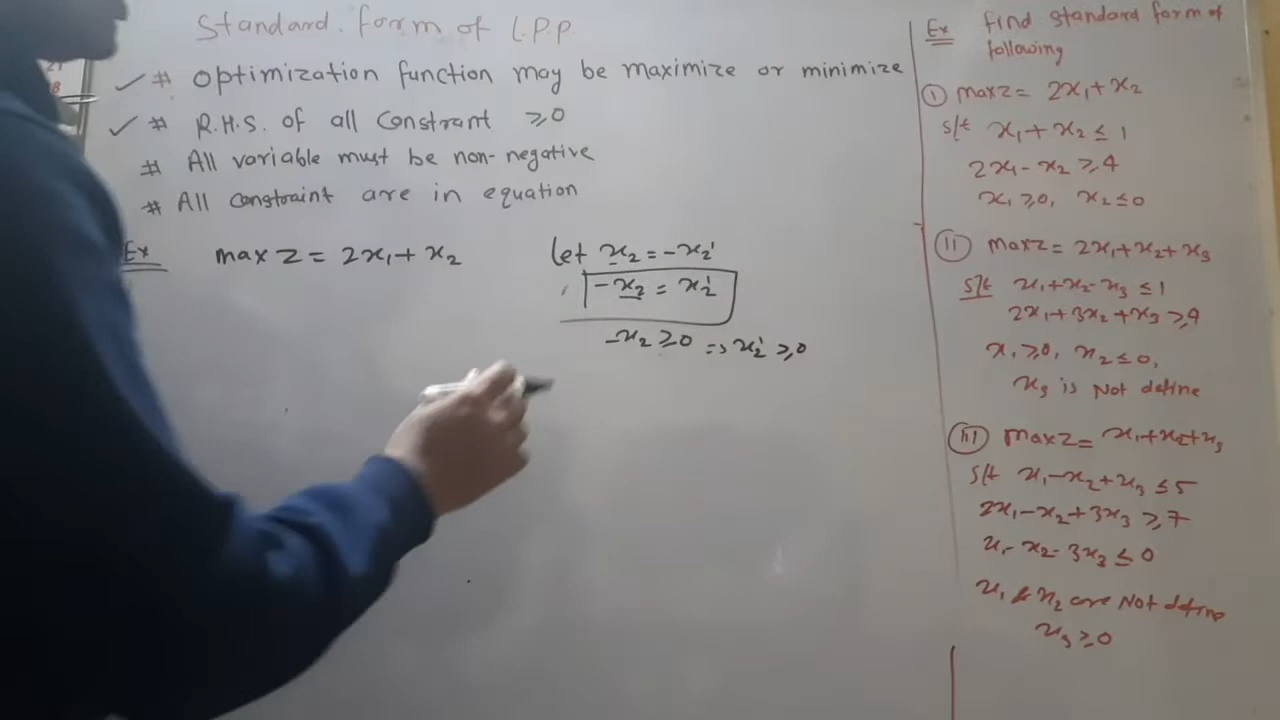 Standard form of L.P.P.
# Optimization function may be maximize or minimize
# R.H.S. of all Constrant ≥0
# All variable must be non-negative
# All constraint are in equation
Ex max Z = 2x₁+x₂
let x₂ = -x₂'
-x₂ = x₂'
-x₂ ≥0 => x₂' ≥0
Ex Find standard form of
following
① max Z = 2x₁+x₂
s/t x₁+x₂ ≤ 1
2x₁-x₂ ≥4
x₁ ≥0, x₂ ≤0
(II) max Z = 2x₁+x₂+x₃
S/t x₁+x₂-x₃ ≤1
2x₁+3x₂+x₃ ≥4
x₁ ≥0, x₂ ≤0,
x₃ is Not define
(III) max Z = x₁+x₂+x₃
S/t x₁-x₂+x₃ ≤5
2x₁-x₂+3x₃ ≥7
x₁-x₂-3x₃ ≤0
x₁ & x₂ are Not define
x₃ ≥0